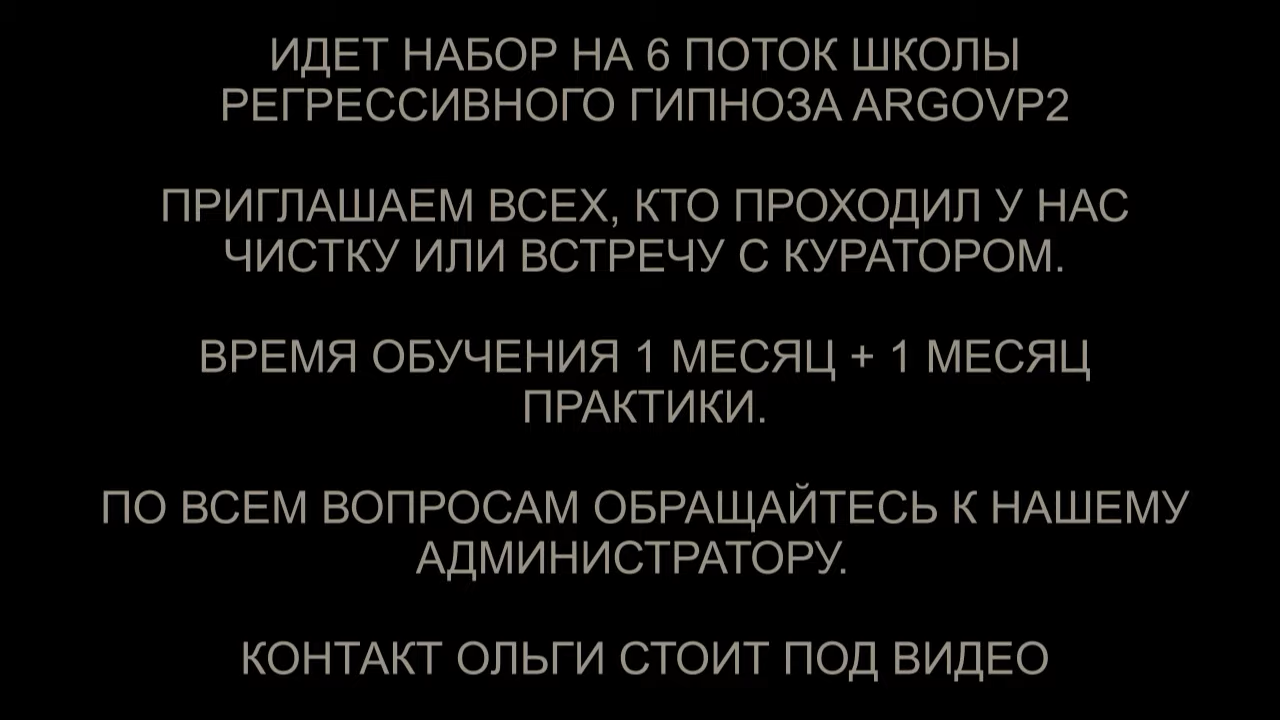 ИДЕТ НАБОР НА 6 ПОТОК ШКОЛЫ
РЕГРЕССИВНОГО ГИПНОЗА ARGOVP2
ПРИГЛАШАЕМ ВСЕХ, КТО ПРОХОДИЛ У НАС
ЧИСТКУ ИЛИ ВСТРЕЧУ С КУРАТОРОМ.
ВРЕМЯ ОБУЧЕНИЯ 1 МЕСЯЦ + 1 МЕСЯЦ
ПРАКТИКИ.
ПО ВСЕМ ВОПРОСАМ ОБРАЩАЙТЕСЬ К НАШЕМУ
АДМИНИСТРАТОРУ.
КОНТАКТ ОЛЬГИ СТОИТ ПОД ВИДЕО